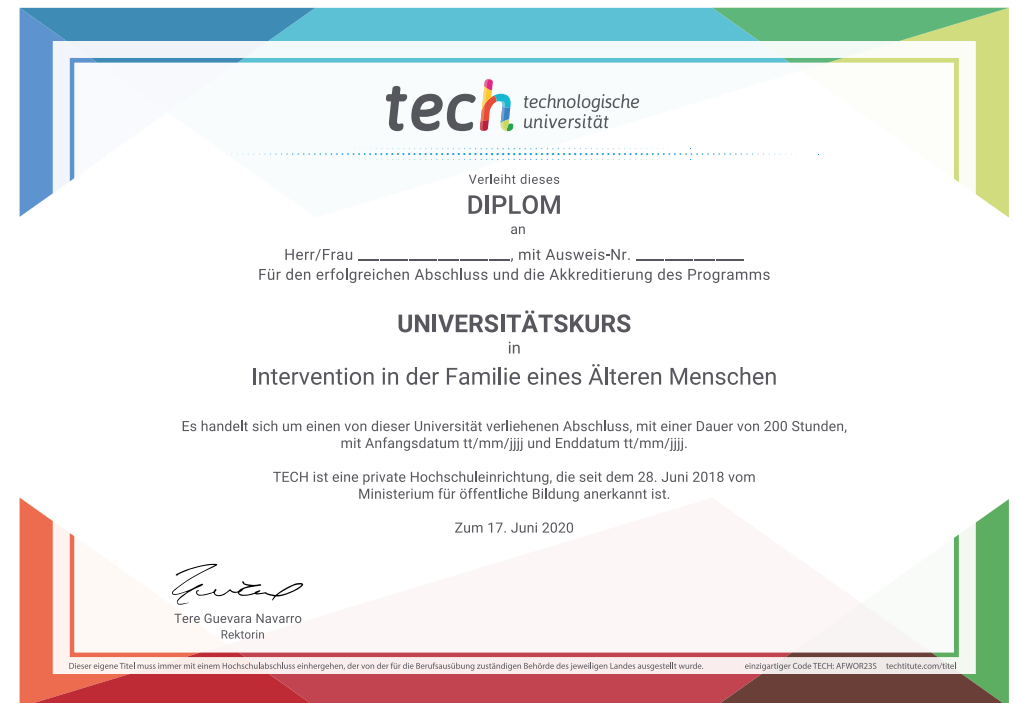 tech technologische
universität
Verleiht dieses
DIPLOM
an
Herr/Frau _______________, mit Ausweis-Nr. ___________
Für den erfolgreichen Abschluss und die Akkreditierung des Programms
UNIVERSITÄTSKURS
in
Intervention in der Familie eines Älteren Menschen
Es handelt sich um einen von dieser Universität verliehenen Abschluss, mit einer Dauer von 200 Stunden,
mit Anfangsdatum tt/mm/jjjj und Enddatum tt/mm/jjjj.
TECH ist eine private Hochschuleinrichtung, die seit dem 28. Juni 2018 vom
Ministerium für öffentliche Bildung anerkannt ist.
Zum 17. Juni 2020
Tere Guevara Navarro
Rektorin
Dieser eigene Titel muss immer mit einem Hochschulabschluss einhergehen, der von der für die Berufsausübung zuständigen Behörde des jeweiligen Landes ausgestellt wurde. einzigartiger Code TECH: AFWOR23S techtitute.com/titel